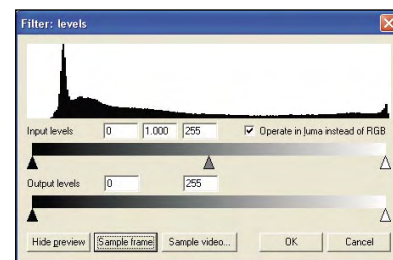 Filter: levels
Input levels 0 1.000 255 Operate in luma instead of RGB
Output levels 0 255
Hide preview Sample frame Sample video... OK Cancel